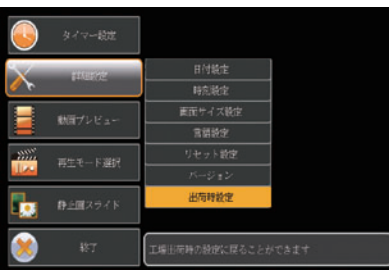 タイマー設定
詳細設定
動画プレビュー
再生モード選択
静止画スライド
終了
日付設定
時刻設定
画面サイズ設定
言語設定
リセット設定
バージョン
出荷時設定
工場出荷時の設定に戻ることができます